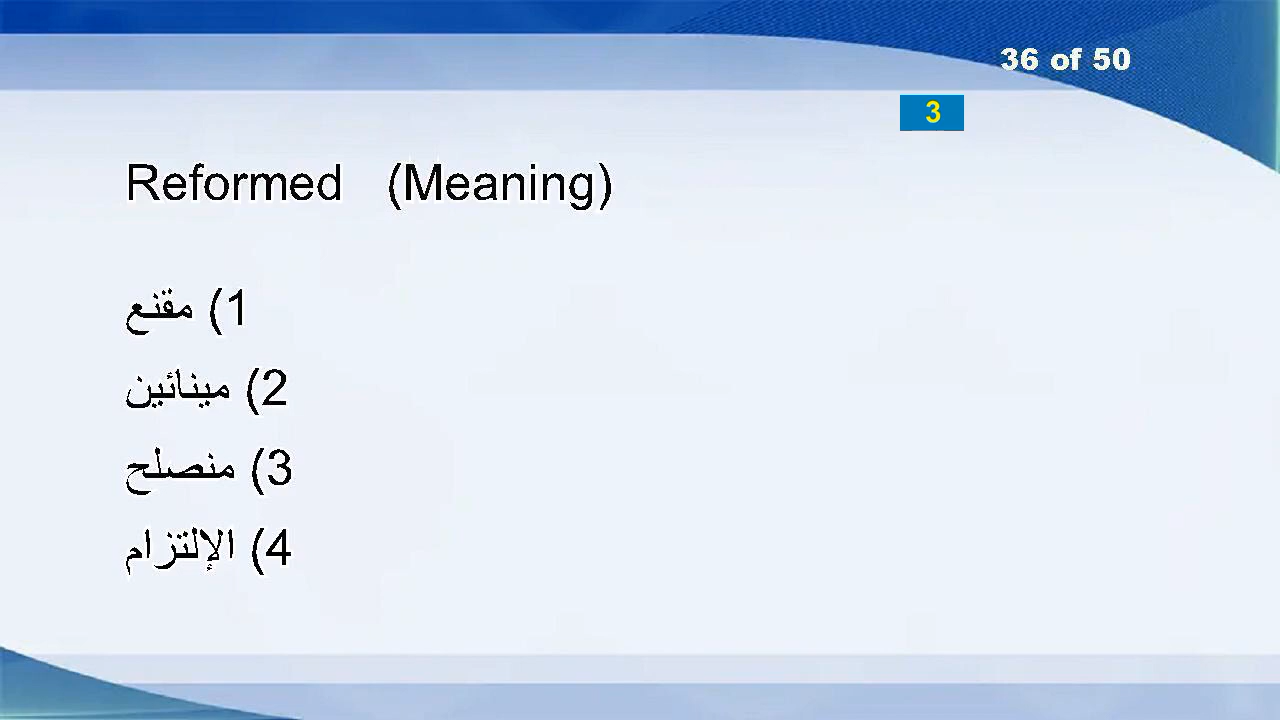 36 of 50
3
Reformed (Meaning)
1) مقنع
2) مينائين
3) منصلح
4) الإلتزام